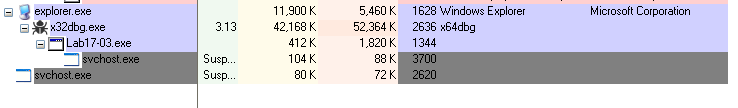 explorer.exe 11,900 K 5,460 K 1628 Windows Explorer Microsoft Corporation
x32dbg.exe 3.13 42,168 K 52,364 K 2636 x64dbg
Lab17-03.exe 412 K 1,820 K 1344
svchost.exe Susp... 104 K 88 K 3700
svchost.exe Susp... 80 K 72 K 2620